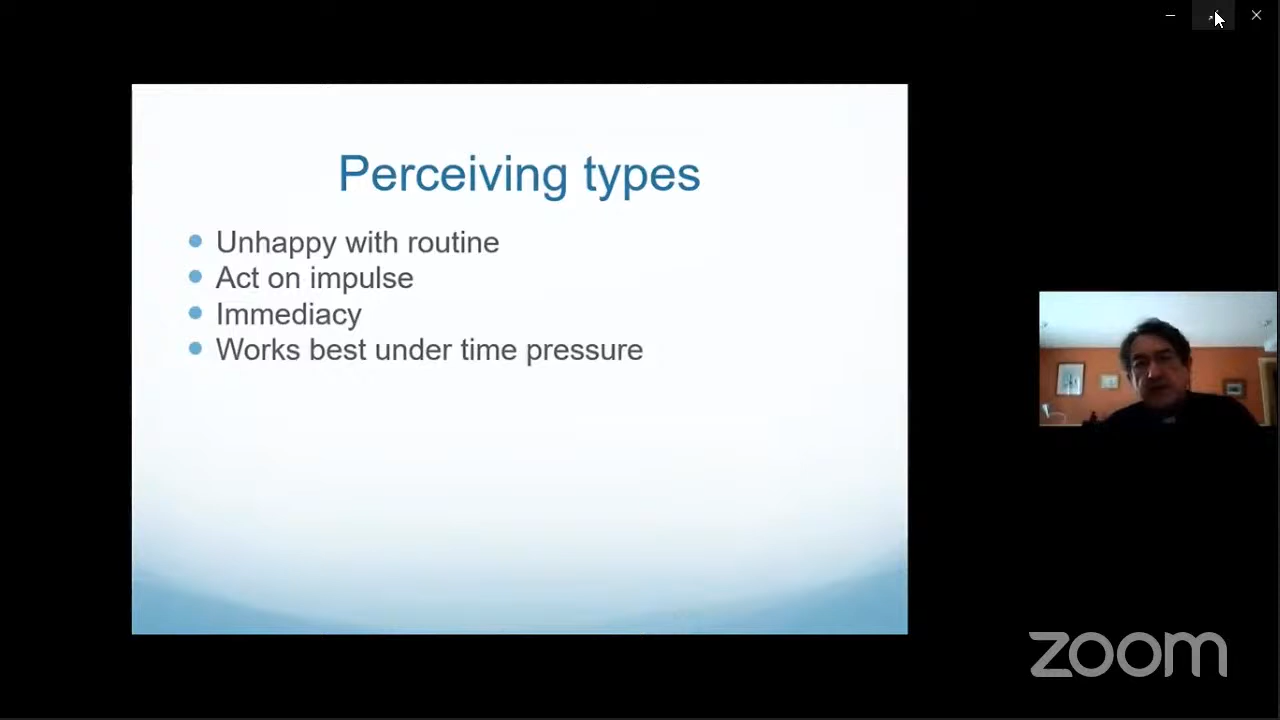 Perceiving types
Unhappy with routine
Act on impulse
Immediacy
Works best under time pressure
zoom